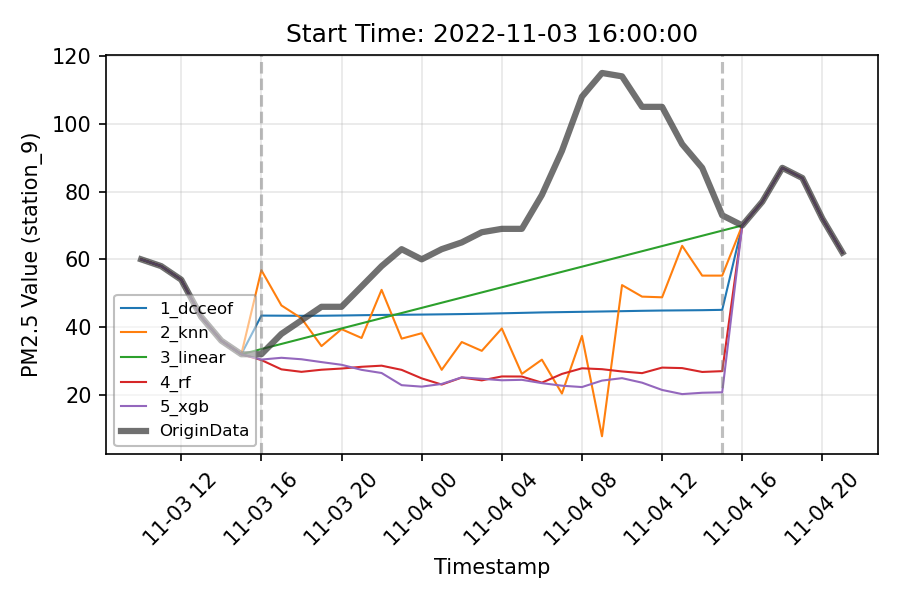 Start Time: 2022-11-03 16:00:00
PM2.5 Value (station_9)
120
100
80
60
40
20
1_dcceof
2_knn
3_linear
4_rf
5_xgb
OriginData
11-03 12
11-03 16
11-03 20
11-04 00
11-04 04
11-04 08
11-04 12
11-04 16
11-04 20
Timestamp